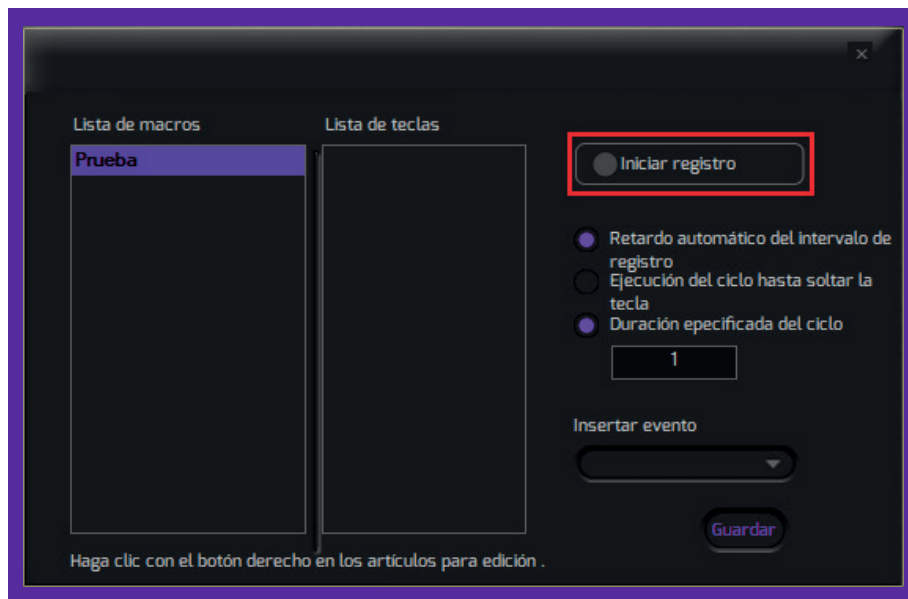 Lista de macros
Lista de teclas
Prueba
Iniciar registro
Retardo automático del intervalo de
registro
Ejecución del ciclo hasta soltar la
tecla
Duración epecificada del ciclo
1
Insertar evento
Guardar
Haga clic con el botón derecho en los artículos para edición .